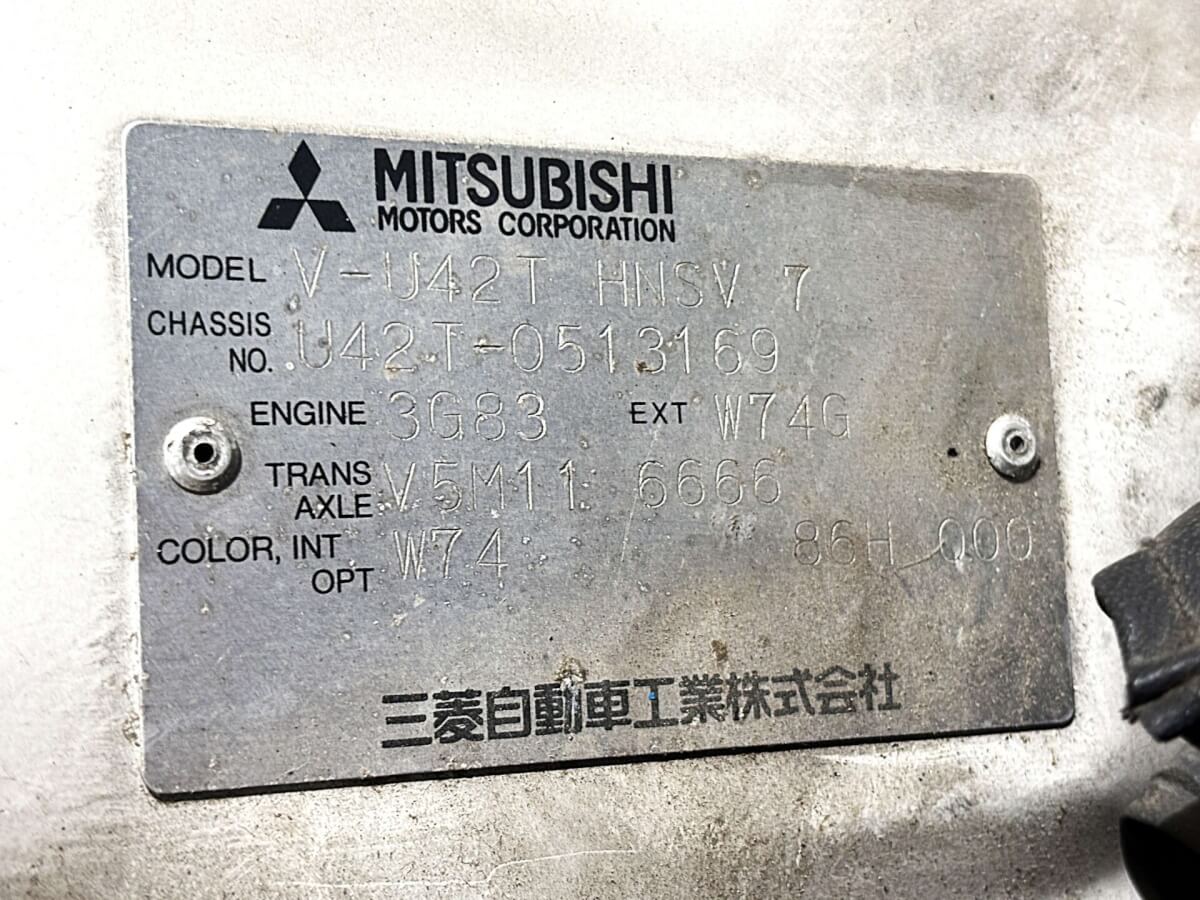 MITSUBISHI
MOTORS CORPORATION
MODEL V-U42T HNSV 7
CHASSIS NO. U42T-0513169
ENGINE 3G83 EXT W74G
TRANS AXLE V5M11 6666
COLOR, INT OPT W74 86H 000
三菱自動車工業株式会社